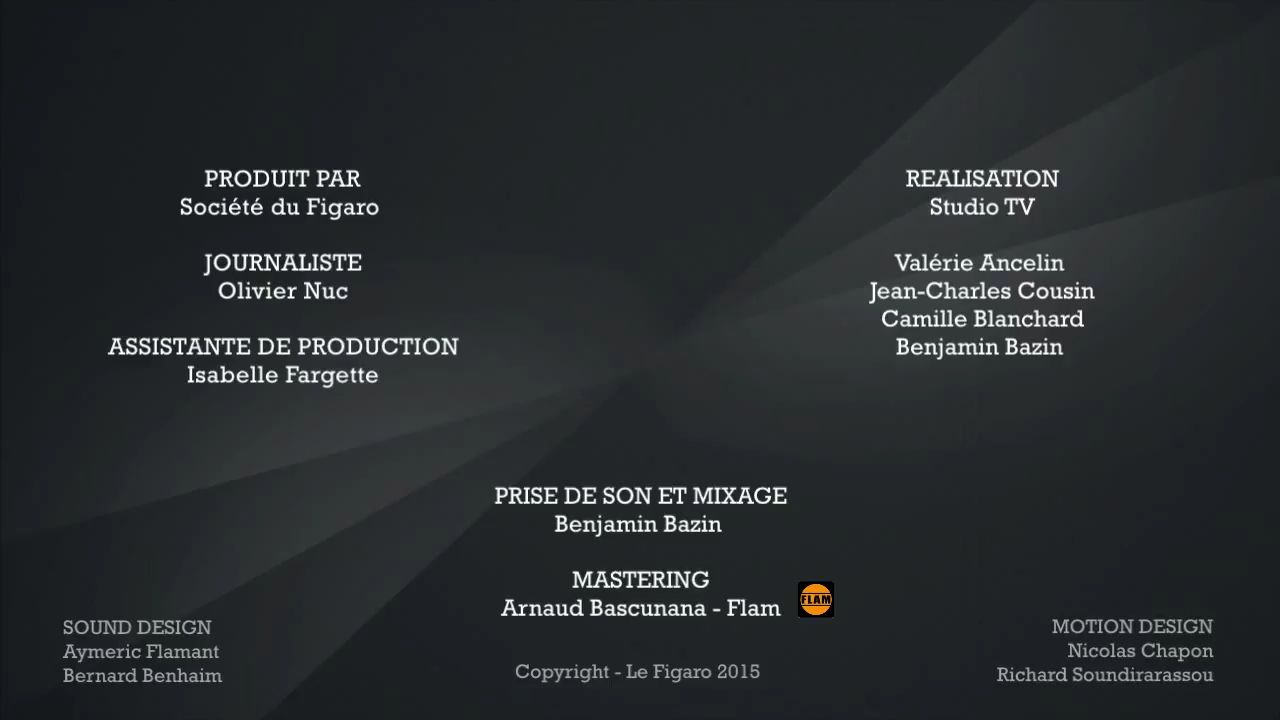 PRODUIT PAR
Société du Figaro
JOURNALISTE
Olivier Nuc
ASSISTANTE DE PRODUCTION
Isabelle Fargette
REALISATION
Studio TV
Valérie Ancelin
Jean-Charles Cousin
Camille Blanchard
Benjamin Bazin
PRISE DE SON ET MIXAGE
Benjamin Bazin
MASTERING
Arnaud Bascunana - Flam
FLAM
SOUND DESIGN
Aymeric Flamant
Bernard Benhaim
Copyright - Le Figaro 2015
MOTION DESIGN
Nicolas Chapon
Richard Soundirarassou